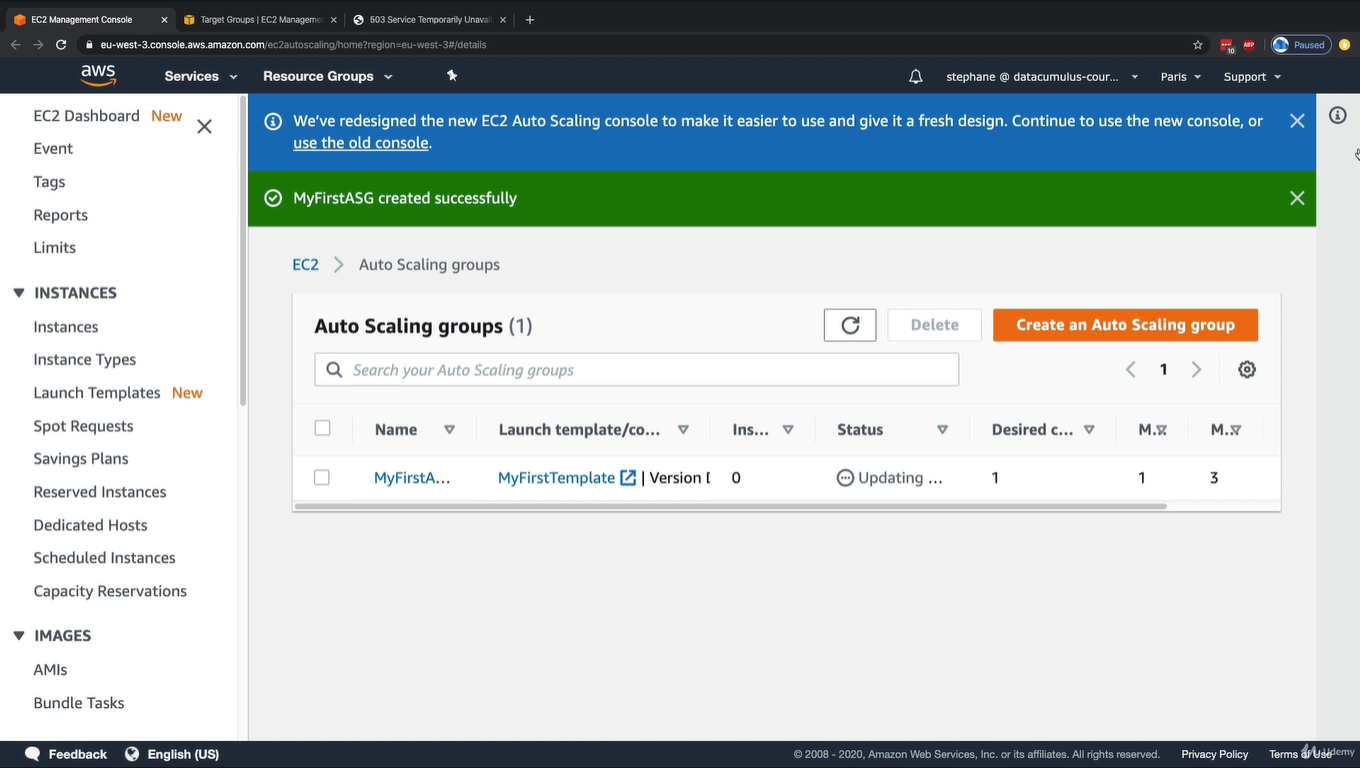 EC2 Management Console
Target Groups | EC2 Manageme
503 Service Temporarily Unavai
eu-west-3.console.aws.amazon.com/ec2autoscaling/home?region=eu-west-3#/details
10
ABP
Paused
aws
Services
Resource Groups
stephane @ datacumulus-cour...
Paris
Support
EC2 Dashboard New
Event
Tags
Reports
Limits
INSTANCES
Instances
Instance Types
Launch Templates New
Spot Requests
Savings Plans
Reserved Instances
Dedicated Hosts
Scheduled Instances
Capacity Reservations
IMAGES
AMIs
Bundle Tasks
We've redesigned the new EC2 Auto Scaling console to make it easier to use and give it a fresh design. Continue to use the new console, or
use the old console.
MyFirstASG created successfully
EC2 > Auto Scaling groups
Auto Scaling groups (1)
Delete
Create an Auto Scaling group
Search your Auto Scaling groups
1
Name Launch template/co... Ins... Status Desired c... M.. M..
MyFirstA... MyFirstTemplate | Version 0 Updating ... 1 1 3
Feedback
English (US)
© 2008 - 2020, Amazon Web Services, Inc. or its affiliates. All rights reserved.
Privacy Policy
Terms of Use
Udemy